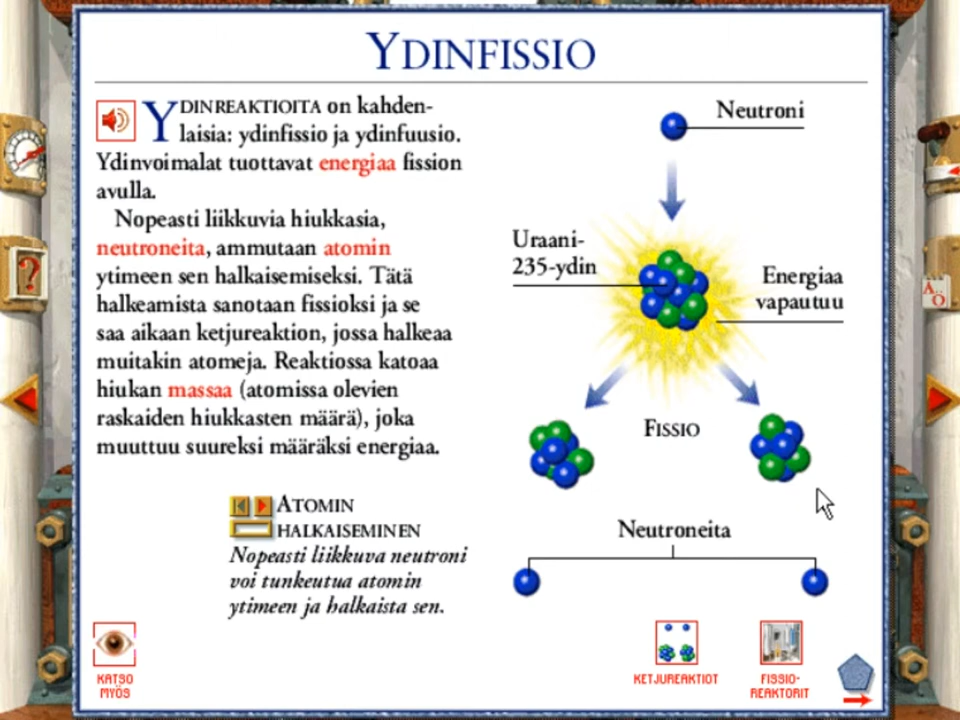 YDINFISSIO
YDINREAKTIOITA on kahden-
laisia: ydinfissio ja ydinfuusio.
Ydinvoimalat tuottavat energiaa fission
avulla.
Nopeasti liikkuvia hiukkasia,
neutroneita, ammutaan atomin
ytimeen sen halkaisemiseksi. Tätä
halkeamista sanotaan fissioksi ja se
saa aikaan ketjureaktion, jossa halkeaa
muitakin atomeja. Reaktiossa katoaa
hiukan massaa (atomissa olevien
raskaiden hiukkasten määrä), joka
muuttuu suureksi määräksi energiaa.
ATOMIN
HALKAISEMINEN
Nopeasti liikkuva neutroni
voi tunkeutua atomin
ytimeen ja halkaista sen.
Neutroni
Uraani-
235-ydin
Energiaa
vapautuu
FISSIO
Neutroneita
KATSO
MYÖS
KETJUREAKTIOT
FISSIO-
REAKTORIT
?
A..
Ö